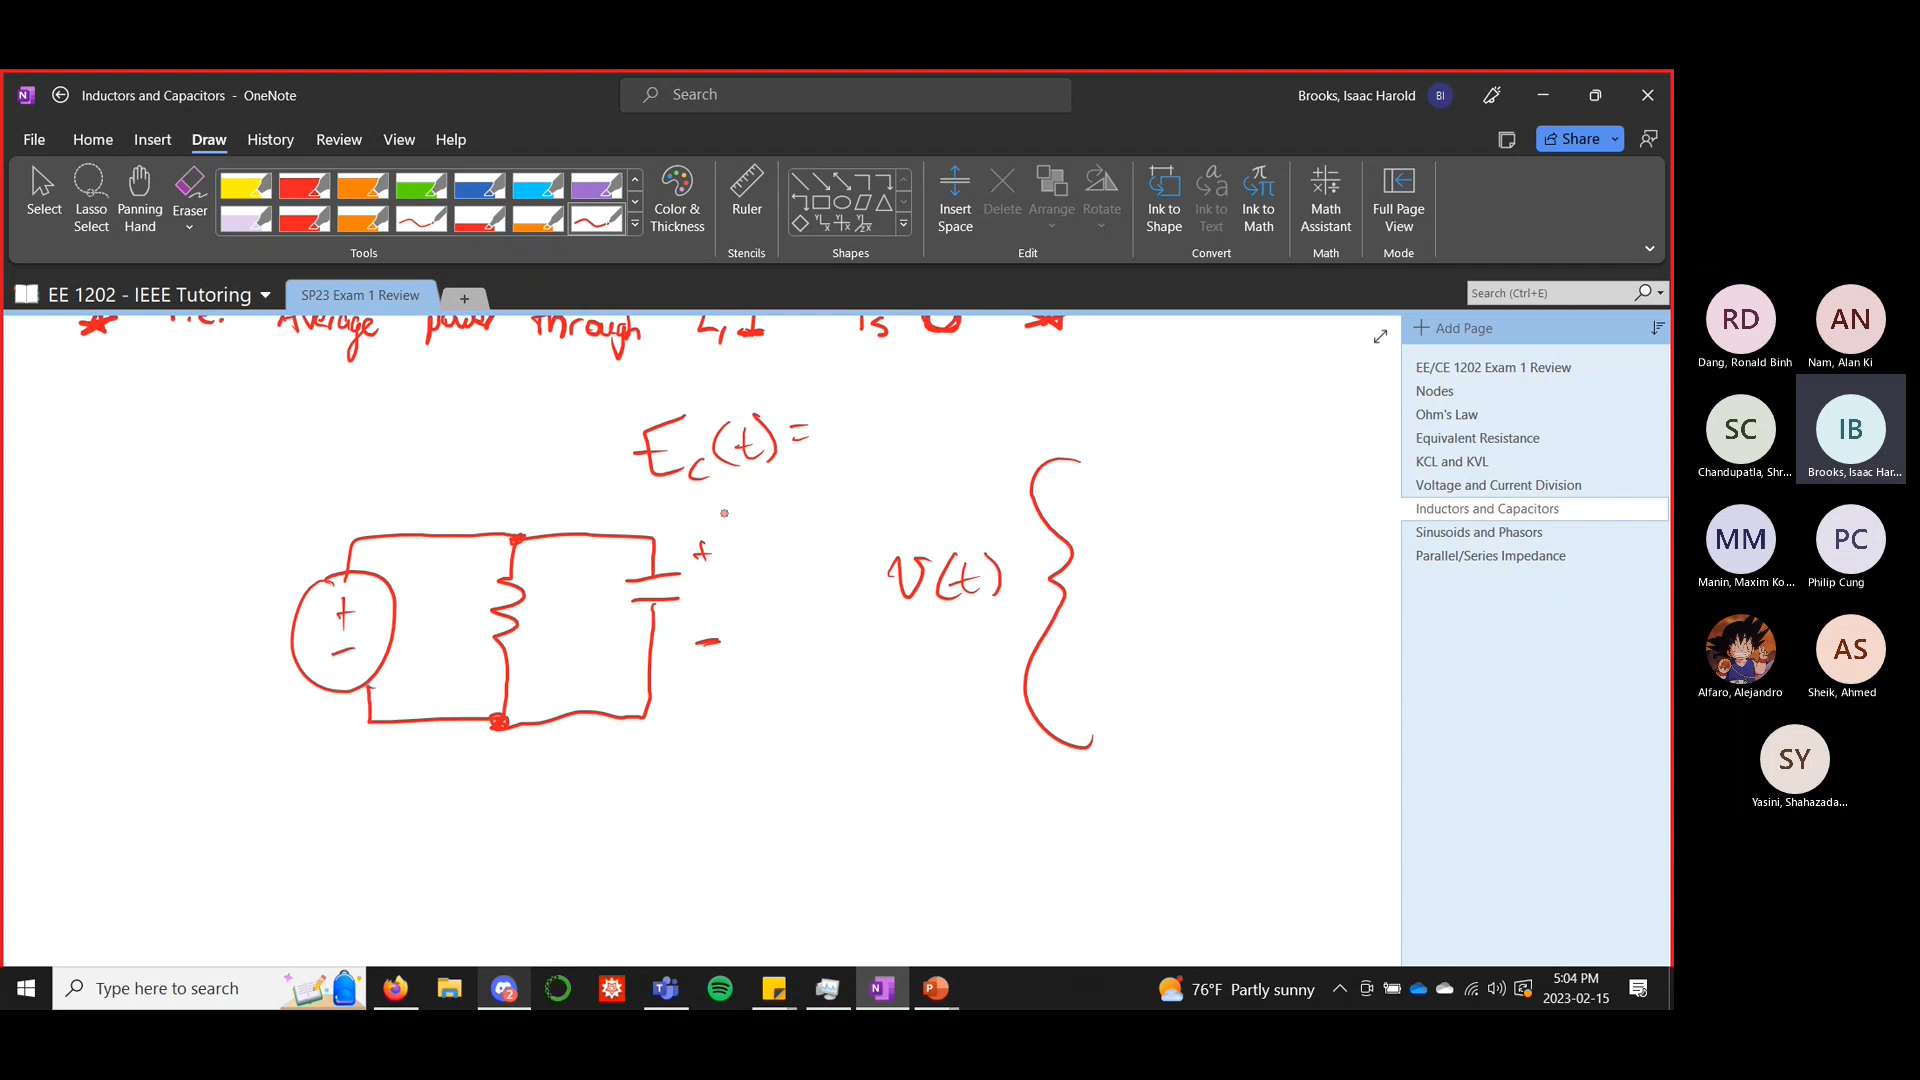 Inductors and Capacitors - OneNote
Search
Brooks, Isaac Harold
BI
File Home Insert Draw History Review View Help
Share
Select
Lasso Select
Panning Hand
Eraser
Color & Thickness
Ruler
Insert Space
Delete
Arrange
Rotate
Ink to Shape
Ink to Text
Ink to Math
Math Assistant
Full Page View
Tools
Stencils
Shapes
Edit
Convert
Math
Mode
EE 1202 - IEEE Tutoring
SP23 Exam 1 Review
+
Search (Ctrl+E)
Add Page
EE/CE 1202 Exam 1 Review
Nodes
Ohm's Law
Equivalent Resistance
KCL and KVL
Voltage and Current Division
Inductors and Capacitors
Sinusoids and Phasors
Parallel/Series Impedance
i.e. Average power through is 0
Ec(t) =
+
-
+
-
v(t) {
RD
Dang, Ronald Binh
AN
Nam, Alan Ki
SC
Chandupatla, Shr...
IB
Brooks, Isaac Har...
MM
Manin, Maxim Ko...
PC
Philip Cung
Alfaro, Alejandro
AS
Sheik, Ahmed
SY
Yasini, Shahazada...
Type here to search
2
76°F Partly sunny
5:04 PM
2023-02-15